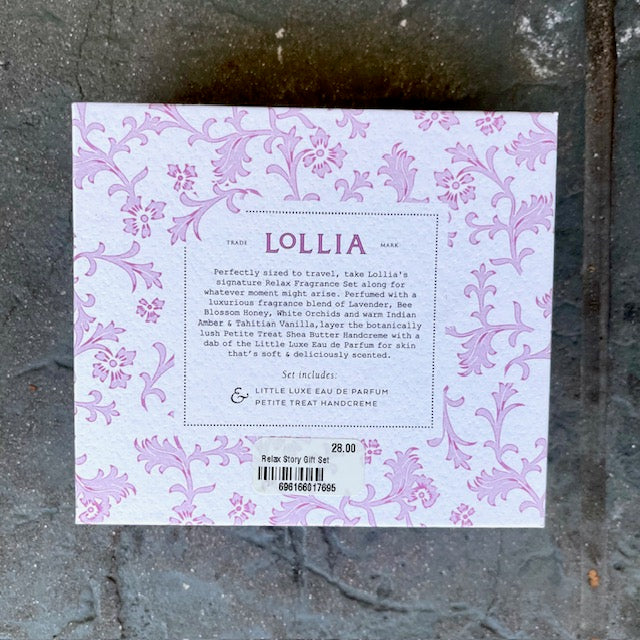 TRADE LOLLIA MARK
Perfectly sized to travel, take Lollia's
signature Relax Fragrance Set along for
whatever moment might arise. Perfumed with a
luxurious fragrance blend of Lavender, Bee
Blossom Honey, White Orchids and warm Indian
Amber & Tahitian Vanilla, layer the botanically
lush Petite Treat Shea Butter Handcreme with a
dab of the Little Luxe Eau de Parfum for skin
that's soft & deliciously scented.
Set includes:
& LITTLE LUXE EAU DE PARFUM
PETITE TREAT HANDCREME
28.00
Relax Story Gift Set
696166017695